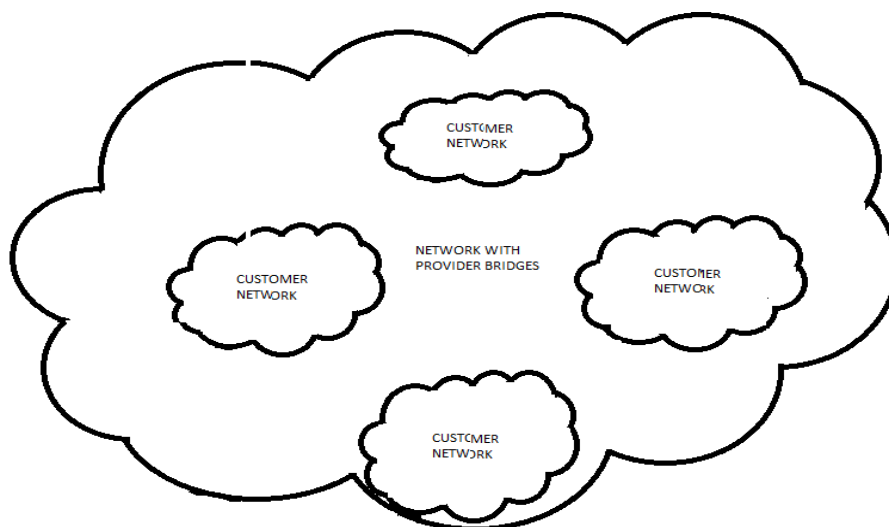 CUSTOMER
NETWORK
NETWORK WITH
PROVIDER BRIDGES
CUSTOMER
NETWORK
CUSTOMER
NETWORK
CUSTOMER
NETWORK